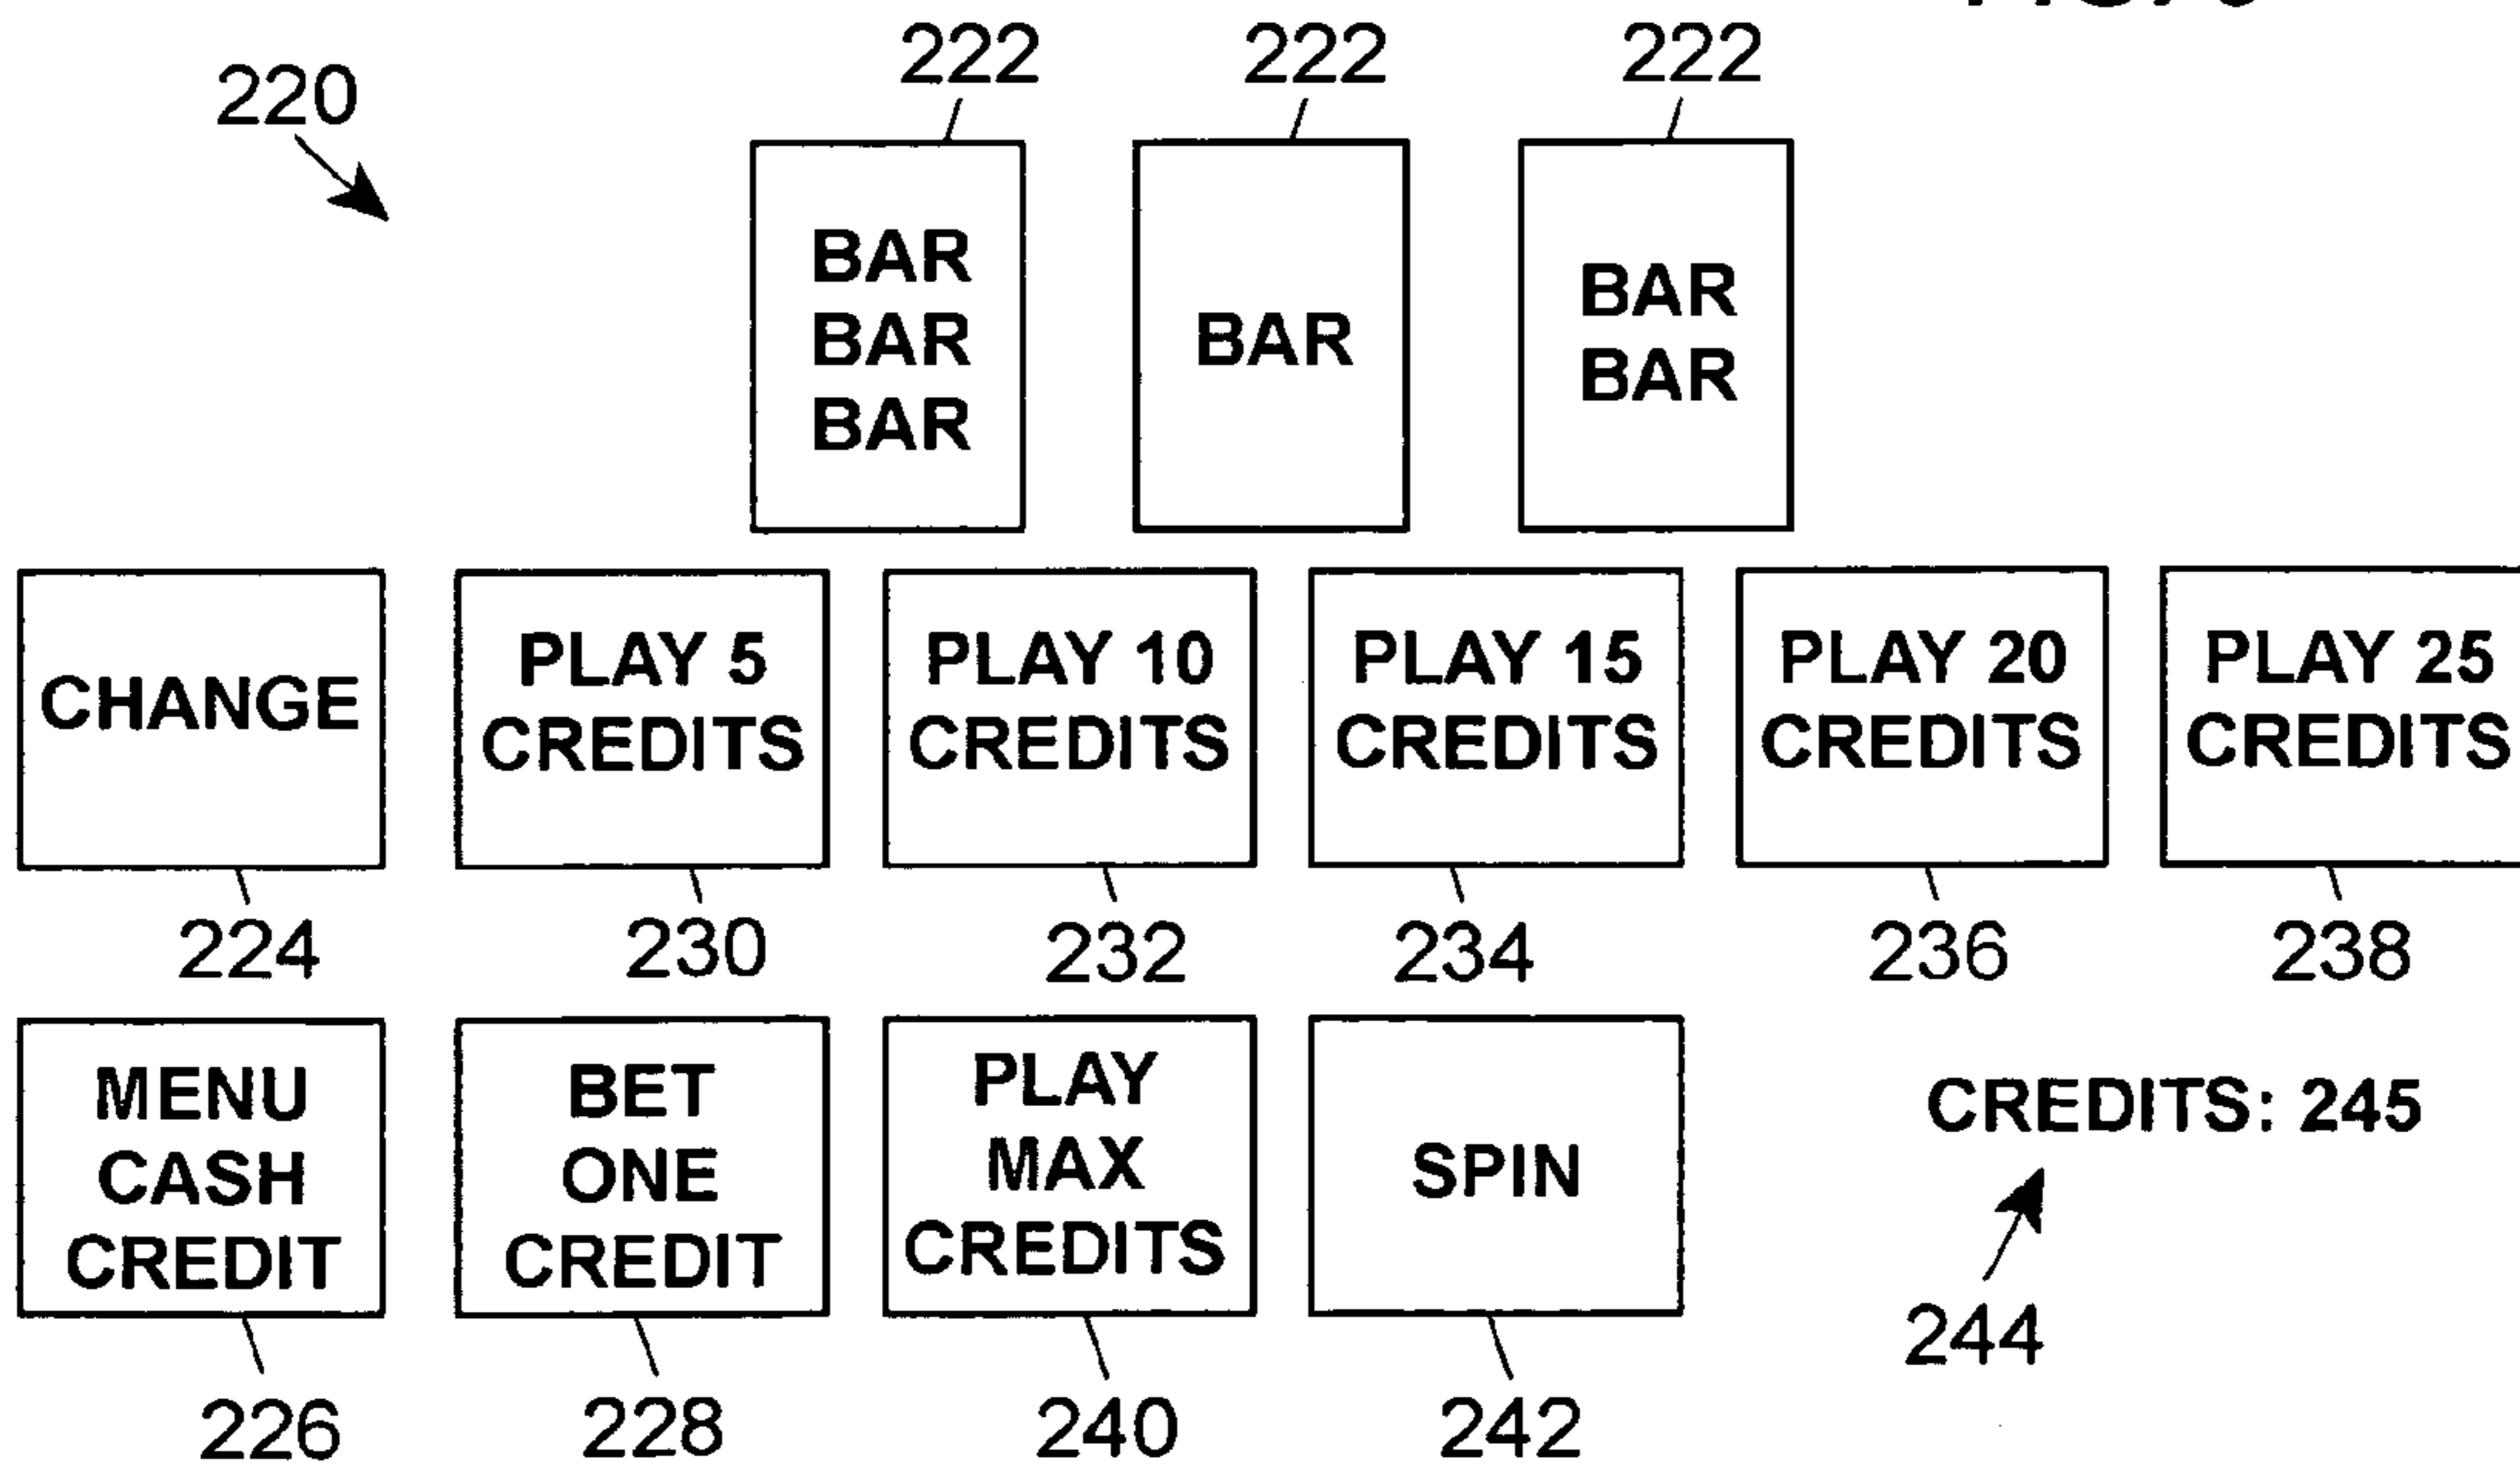 222 222 222
220
BAR
BAR
BAR
BAR
BAR
BAR
CHANGE
PLAY 5
CREDITS
PLAY 10
CREDITS
PLAY 15
CREDITS
PLAY 20
CREDITS
PLAY 25
CREDITS
224 230 232 234 236 238
MENU
CASH
CREDIT
BET
ONE
CREDIT
PLAY
MAX
CREDITS
SPIN
CREDITS: 245
244
226 228 240 242